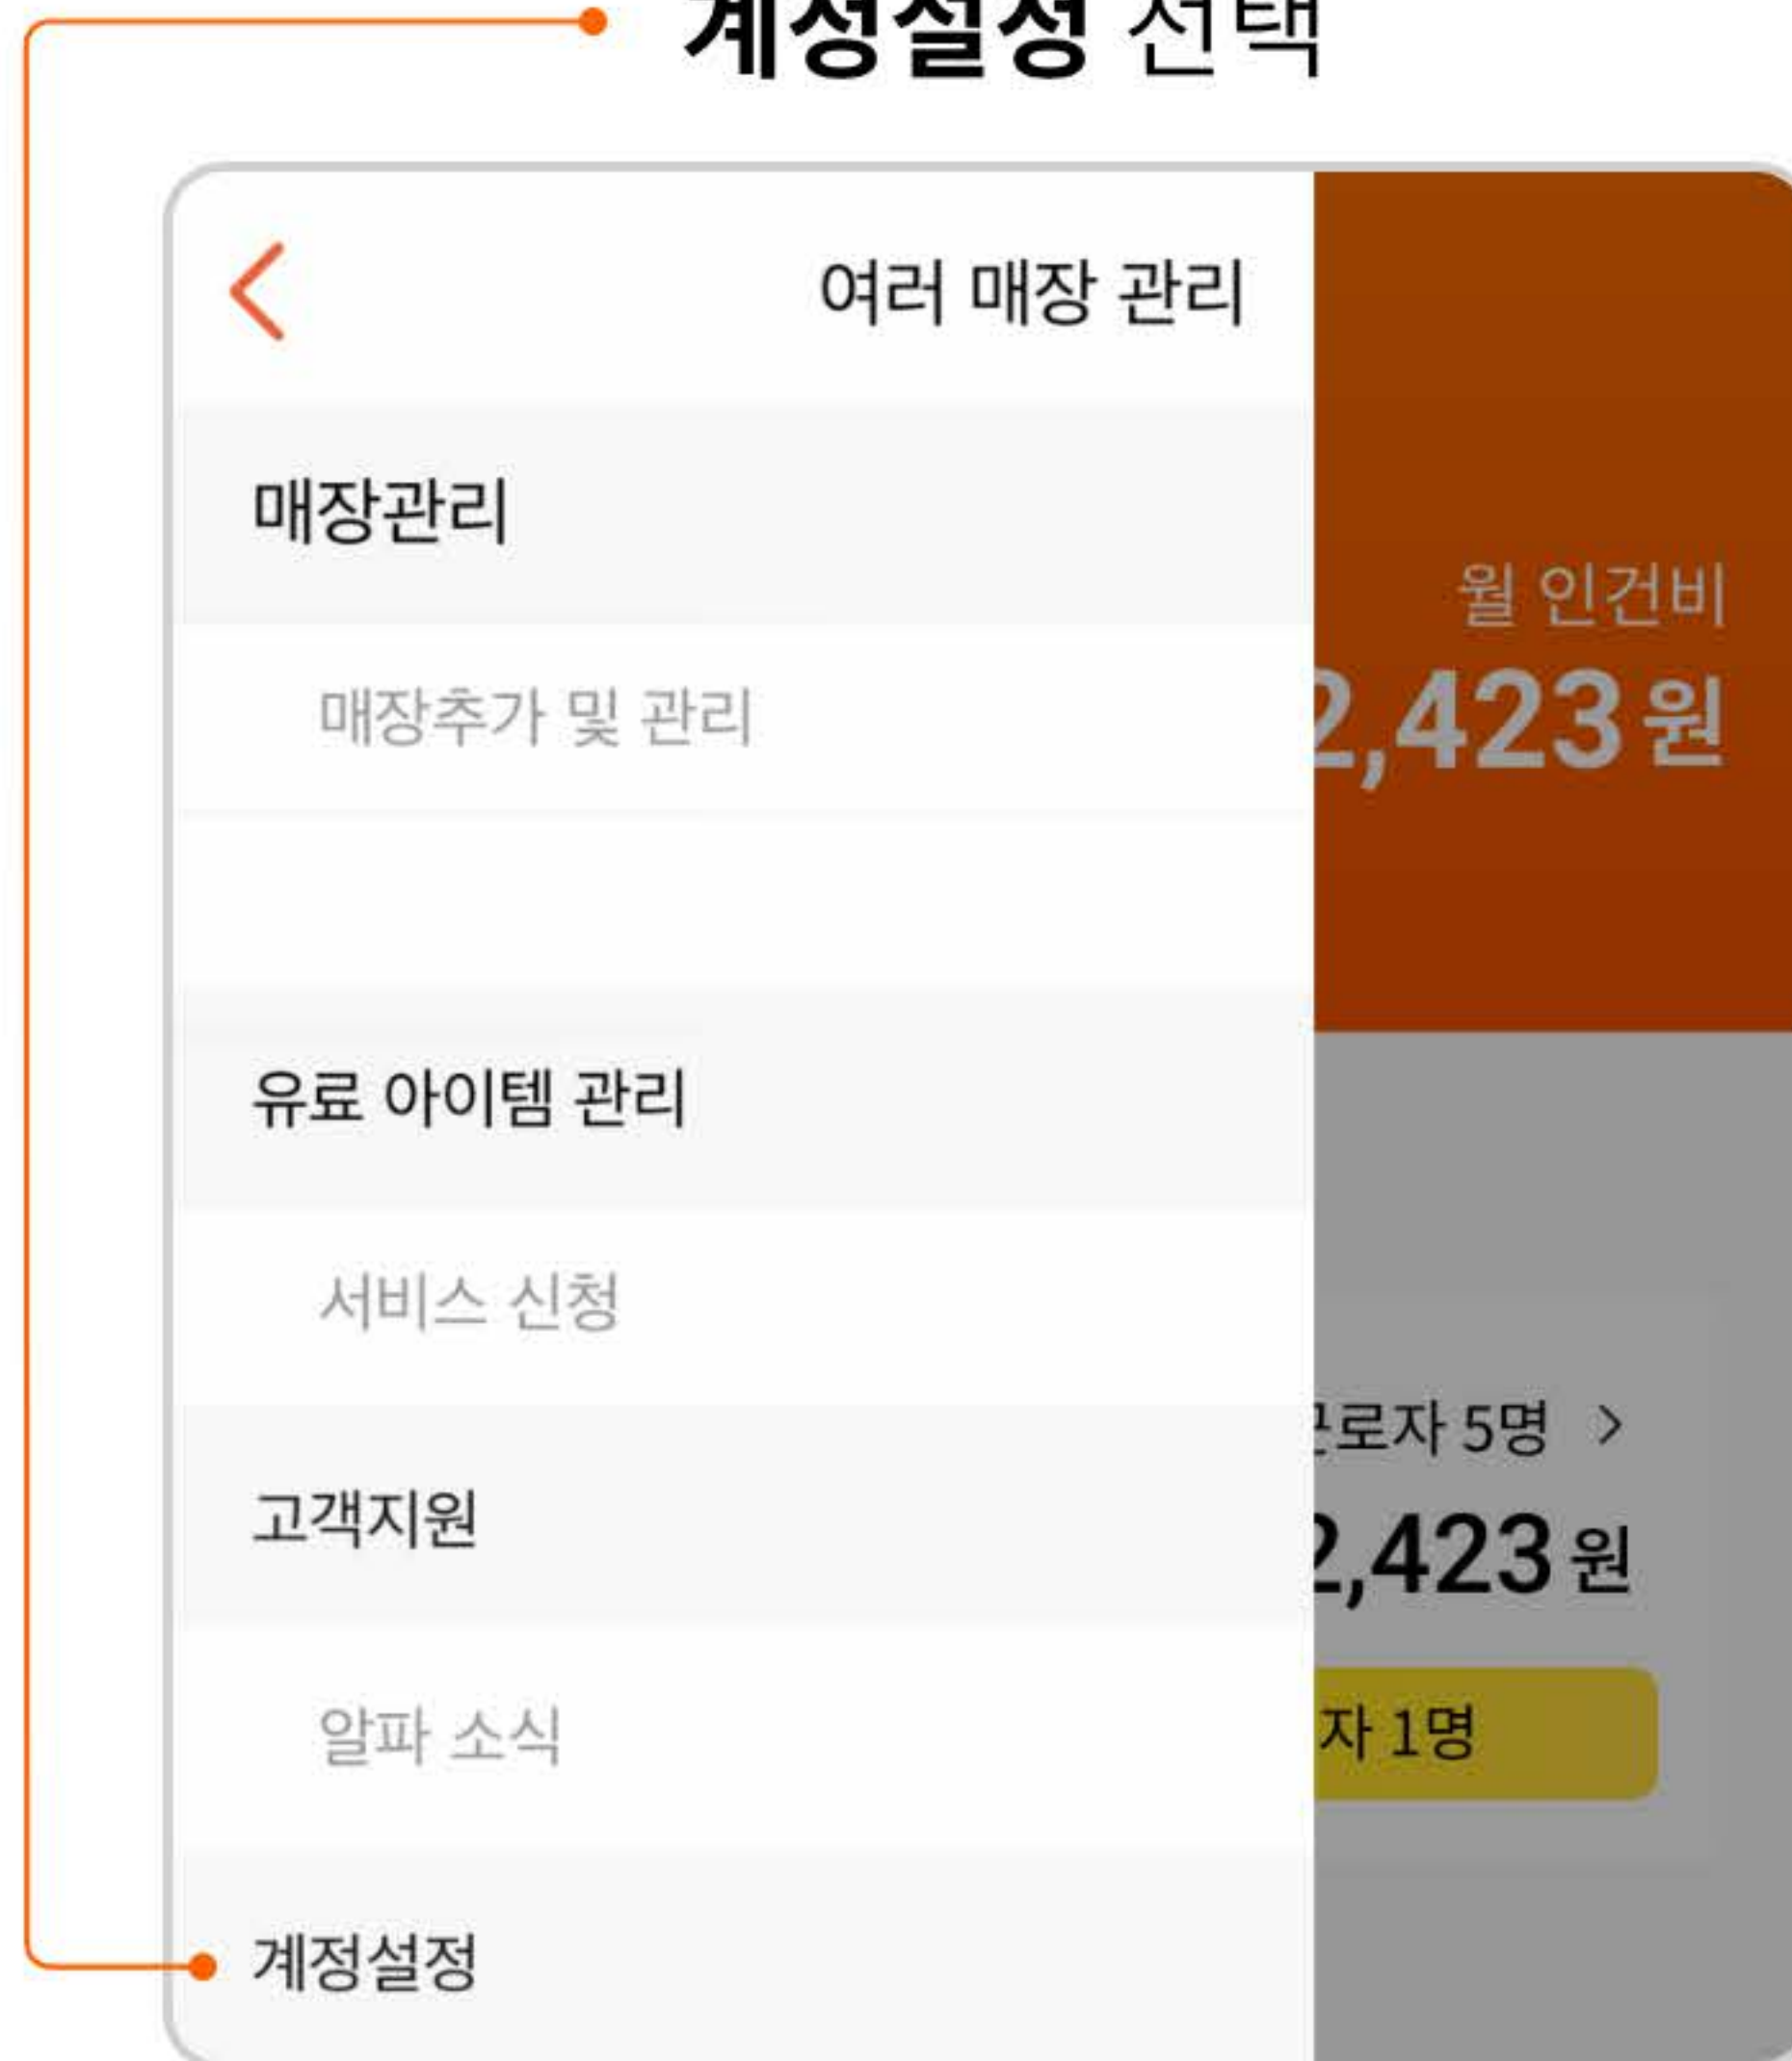 계정설정 선택
여러 매장 관리
매장관리
월 인건비
매장추가 및 관리
2,423원
유료 아이템 관리
서비스 신청
근로자 5명
고객지원
2,423원
알파 소식
자 1명
계정설정